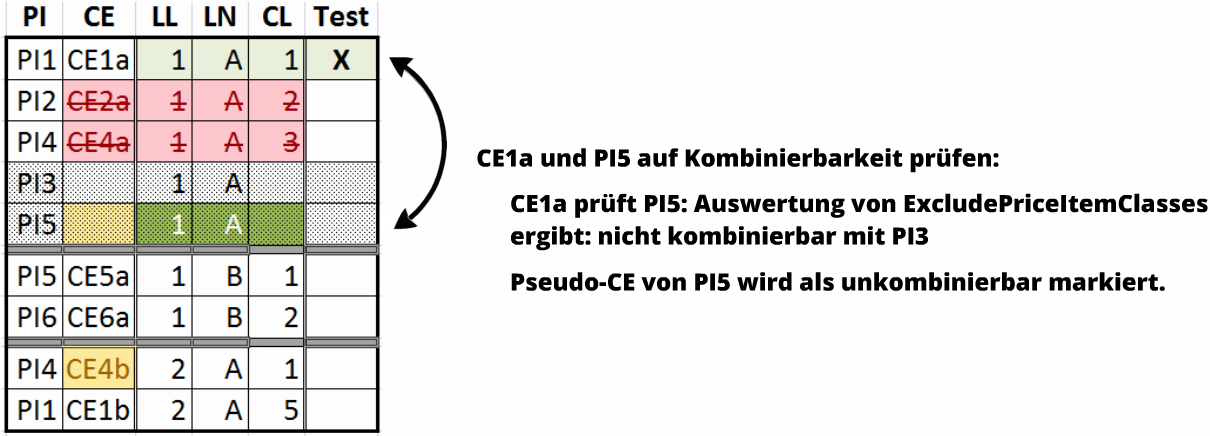 PI CE LL LN CL Test
PI1 CE1a 1 A 1 X
PI2 CE2a 1 A 2
PI4 CE4a 1 A 3
PI3 1 A
PI5 1 A
PI5 CE5a 1 B 1
PI6 CE6a 1 B 2
PI4 CE4b 2 A 1
PI1 CE1b 2 A 5
CE1a und PI5 auf Kombinierbarkeit prüfen:
CE1a prüft PI5: Auswertung von ExcludePriceItemClasses
ergibt: nicht kombinierbar mit PI3
Pseudo-CE von PI5 wird als unkombinierbar markiert.